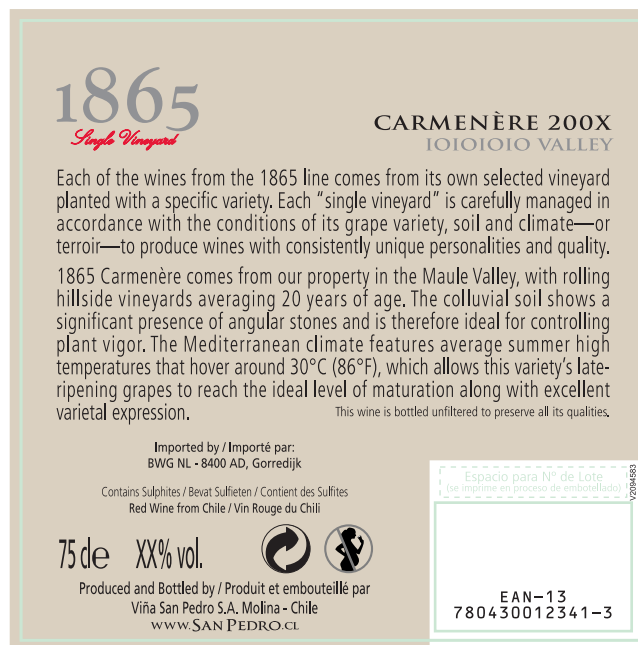 1865
Single Vineyard
CARMENÈRE 200X
IOIOIOIO VALLEY
Each of the wines from the 1865 line comes from its own selected vineyard
planted with a specific variety. Each “single vineyard” is carefully managed in
accordance with the conditions of its grape variety, soil and climate—or
terroir—to produce wines with consistently unique personalities and quality.
1865 Carmenère comes from our property in the Maule Valley, with rolling
hillside vineyards averaging 20 years of age. The colluvial soil shows a
significant presence of angular stones and is therefore ideal for controlling
plant vigor. The Mediterranean climate features average summer high
temperatures that hover around 30°C (86°F), which allows this variety’s late-
ripening grapes to reach the ideal level of maturation along with excellent
varietal expression.
This wine is bottled unfiltered to preserve all its qualities.
Imported by / Importé par:
BWG NL - 8400 AD, Gorredijk
Contains Sulphites / Bevat Sulfieten / Contient des Sulfites
Red Wine from Chile / Vin Rouge du Chili
75 cl e XX% vol.
Produced and Bottled by / Produit et embouteillé par
Viña San Pedro S.A. Molina - Chile
WWW.SAN PEDRO.CL
Espacio para Nº de Lote
(se imprime en proceso de embotellado)
V2094583
EAN-13
780430012341-3